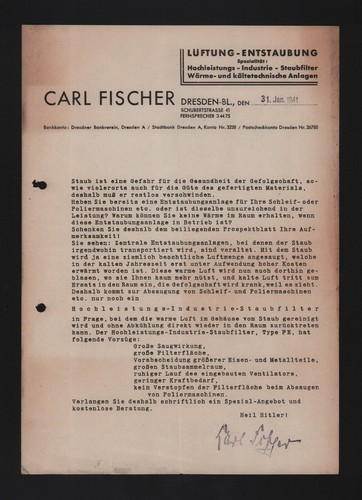 LÜFTUNG-ENTSTAUBUNG
Spezialität:
Hochleistungs-Industrie-Staubfilter
Wärme- und kältetechnische Anlagen
CARL FISCHER DRESDEN-BL., DEN 31. Jan. 1941
SCHUBERTSTRASSE 41
FERNSPRECHER 34475
Bankkonto: Dresdner Bankverein, Dresden A / Stadtbank Dresden A, Konto Nr. 3228 / Postscheckkonto Dresden Nr. 26780
Staub ist eine Gefahr für die Gesundheit der Gefolgschaft, so-
wie vielerorts auch für die Güte des gefertigten Materials,
deshalb muß er restlos verschwinden.
Haben Sie bereits eine Entstaubungsanlage für Ihre Schleif-oder
Poliermaschinen etc. oder ist dieselbe unzureichend in der
Leistung? Warum können Sie keine Wärme im Raum erhalten, wenn
diese Entstaubungsanlage in Betrieb ist?
Schenken Sie deshalb dem beiliegenden Prospektblatt Ihre Auf-
merksamkeit!
Sie sehen: Zentrale Entstaubungsanlagen, bei denen der Staub
irgendwohin transportiert wird, sind veraltet. Mit dem Staub
wird ja eine ziemlich beachtliche Luftmenge angesaugt, welche
in der kalten Jahreszeit erst unter Aufwendung hoher Kosten
erwärmt worden ist. Diese warme Luft wird nun auch dorthin ge-
blasen, wo sie Ihnen kaum mehr nützt, und kalte Luft tritt zum
Ersatz in den Raum ein, die Gefolgschaft wird krank, weil es zieht.
Deshalb kommt zur Absaugung von Schleif- und Poliermaschinen
etc. nur noch ein
Hochleistungs-Industrie-Staubfilter
in Frage, bei dem die warme Luft im Gehäuse vom Staub gereinigt
wird und ohne Abkühlung direkt wieder in den Raum zurücktreten
kann. Der Hochleistungs-Industrie-Staubfilter, Type PE, hat
folgende Vorzüge:
Große Saugwirkung,
große Filterfläche,
Vorabscheidung größerer Eisen- und Metallteile,
großen Staubsammelraum,
ruhiger Lauf des eingebauten Ventilators,
geringer Kraftbedarf,
kein Verstopfen der Filterfläche beim Absaugen
von Poliermaschinen.
Verlangen Sie deshalb schriftlich ein Spezial-Angebot und
kostenlose Beratung.
Heil Hitler!
Carl Fischer